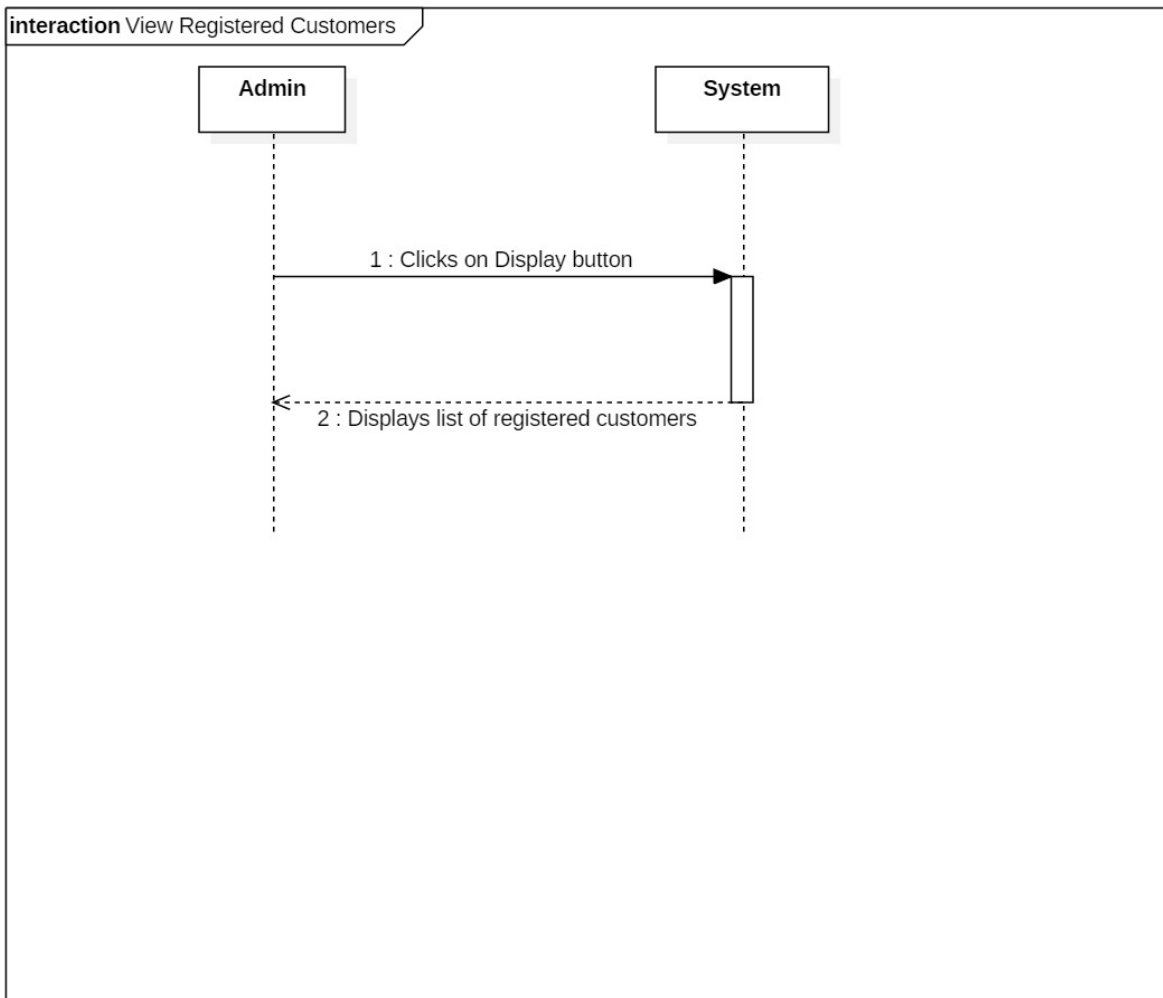 interaction View Registered Customers
Admin
System
1 : Clicks on Display button
2 : Displays list of registered customers